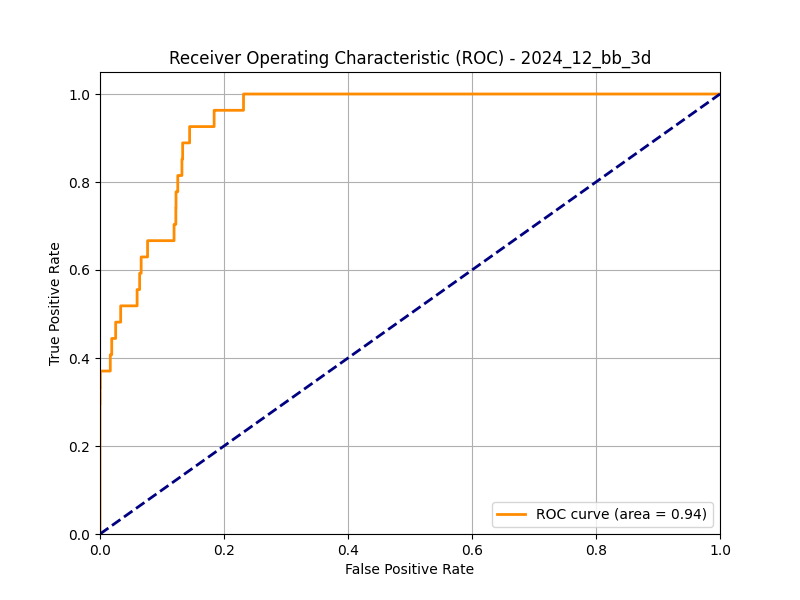 Receiver Operating Characteristic (ROC) - 2024_12_bb_3d
True Positive Rate
1.0
0.8
0.6
0.4
0.2
0.0
0.0 0.2 0.4 0.6 0.8 1.0
False Positive Rate
ROC curve (area = 0.94)